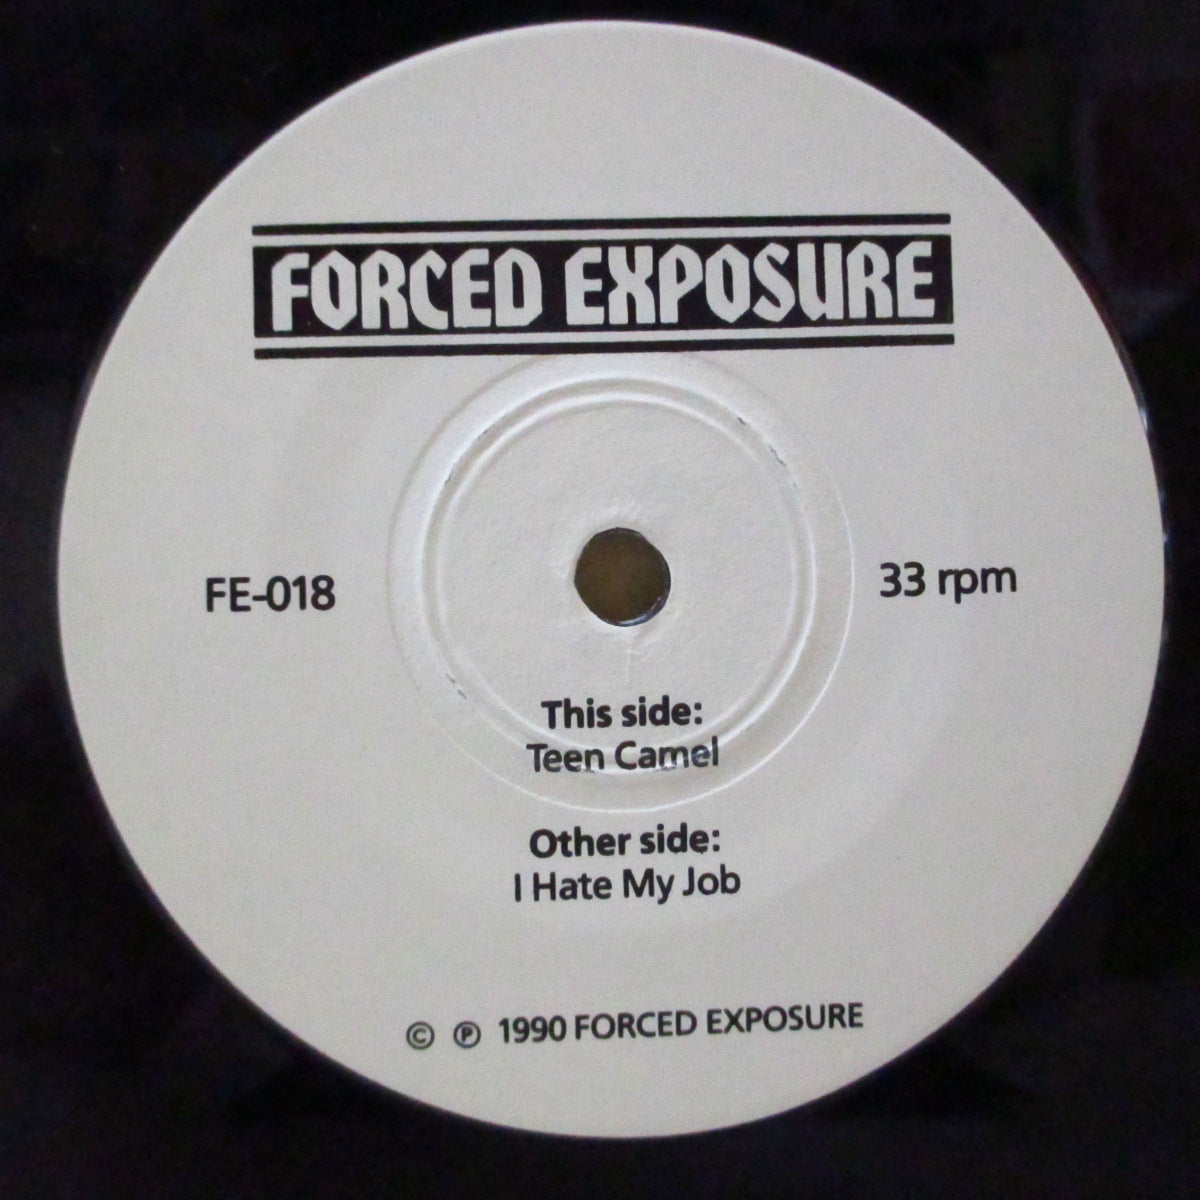 FORCED EXPOSURE
FE-018
33 rpm
This side:
Teen Camel
Other side:
I Hate My Job
© ℗ 1990 FORCED EXPOSURE